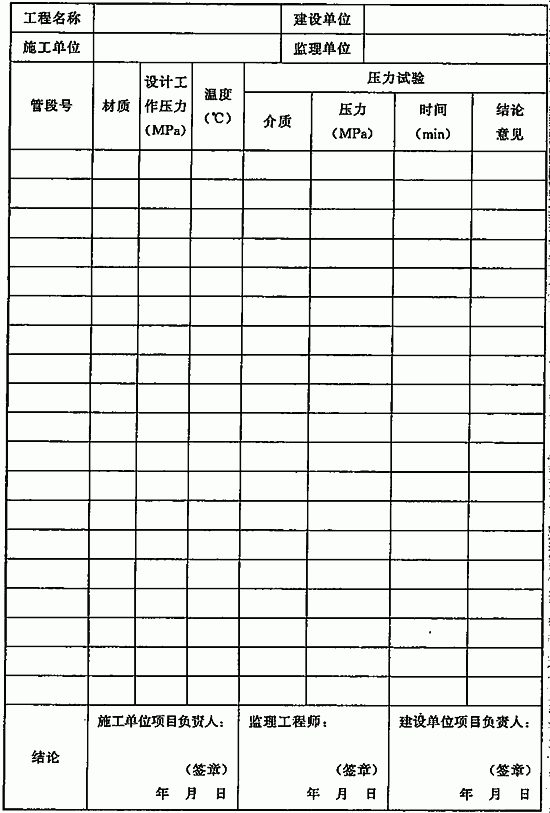 工程名称 建设单位
施工单位 监理单位
管段号 材质 设计工作压力(MPa) 温度(℃) 压力试验
介质 压力(MPa) 时间(min) 结论意见
结论 施工单位项目负责人: 监理工程师: 建设单位项目负责人:
(签章) (签章) (签章)
年 月 日 年 月 日 年 月 日